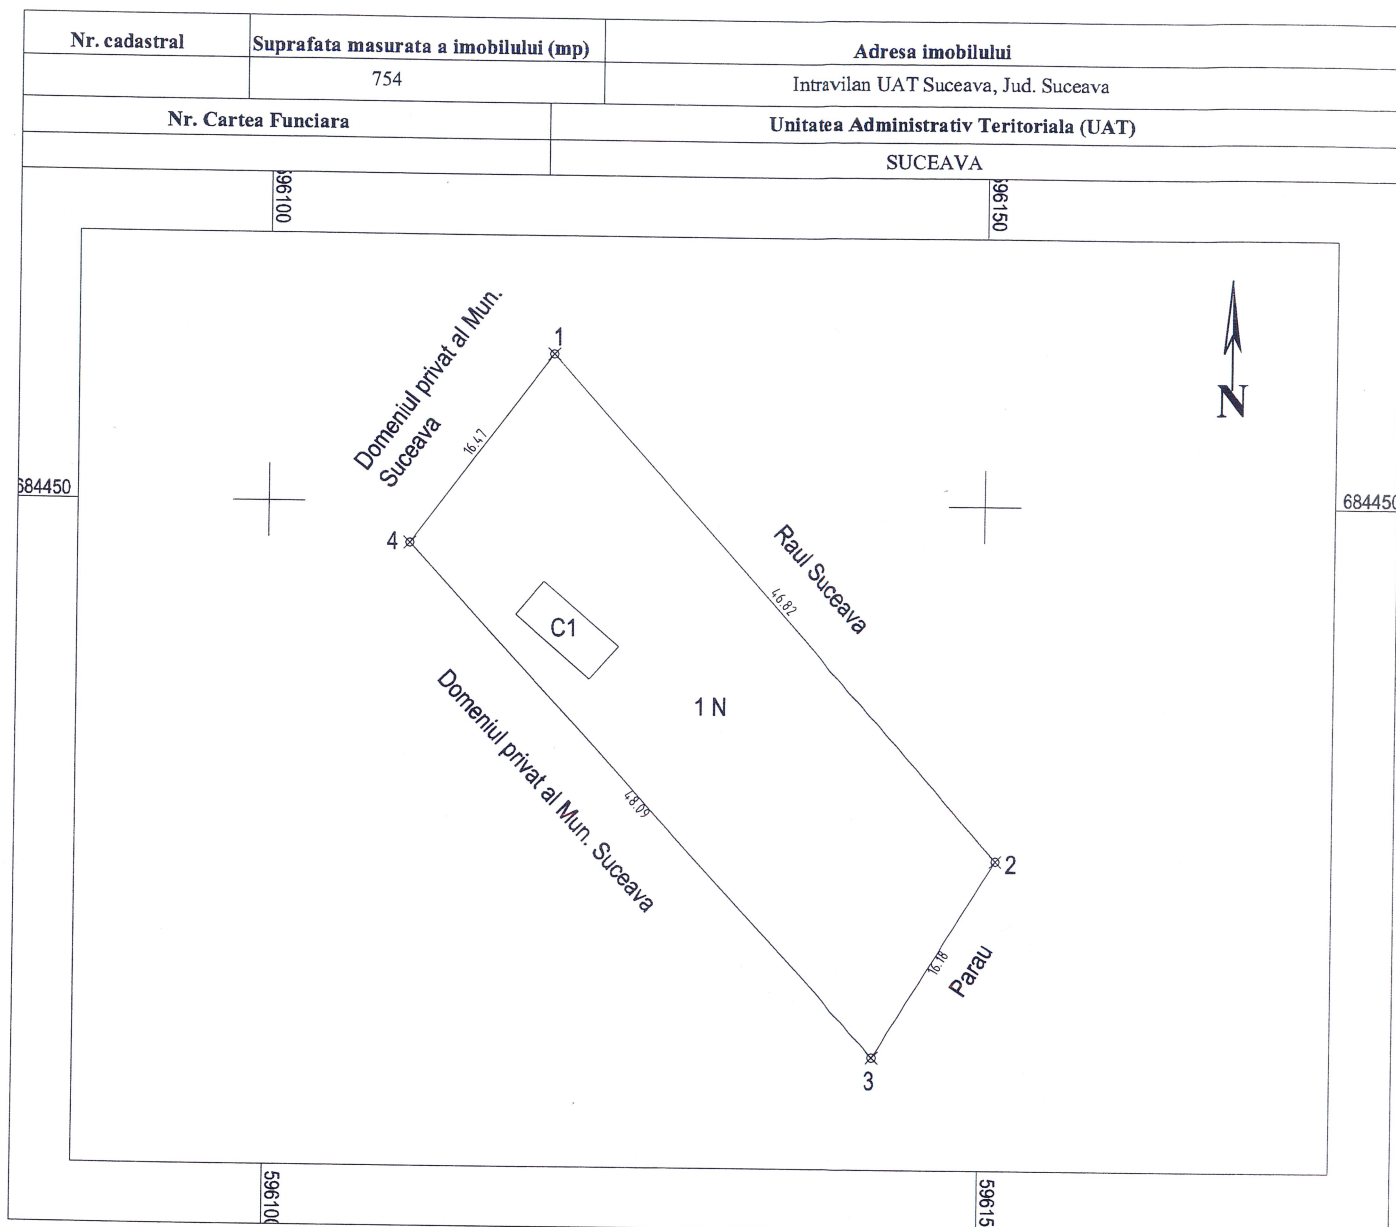 Nr. cadastral
Suprafata masurata a imobilului (mp)
Adresa imobilului
754
Intravilan UAT Suceava, Jud. Suceava
Nr. Cartea Funciara
Unitatea Administrativ Teritoriala (UAT)
SUCEAVA
596100
596150
N
Domeniul privat al Mun.
Suceava
1
16.47
684450
684450
4
Raul Suceava
46.82
C1
1 N
Domeniul privat al Mun. Suceava
48.09
2
16.18
Parau
3
59610
59615